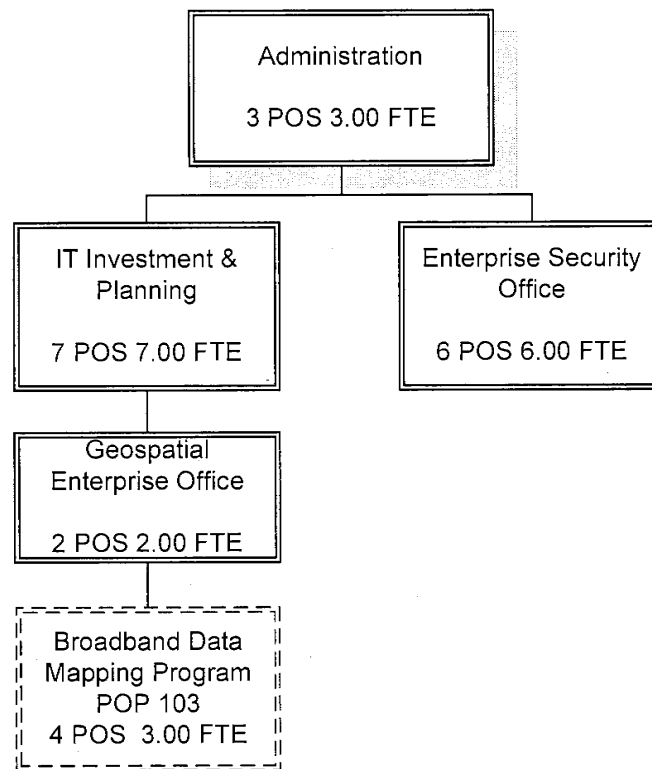 Administration
3 POS 3.00 FTE
IT Investment &
Planning
7 POS 7.00 FTE
Enterprise Security
Office
6 POS 6.00 FTE
Geospatial
Enterprise Office
2 POS 2.00 FTE
Broadband Data
Mapping Program
POP 103
4 POS 3.00 FTE